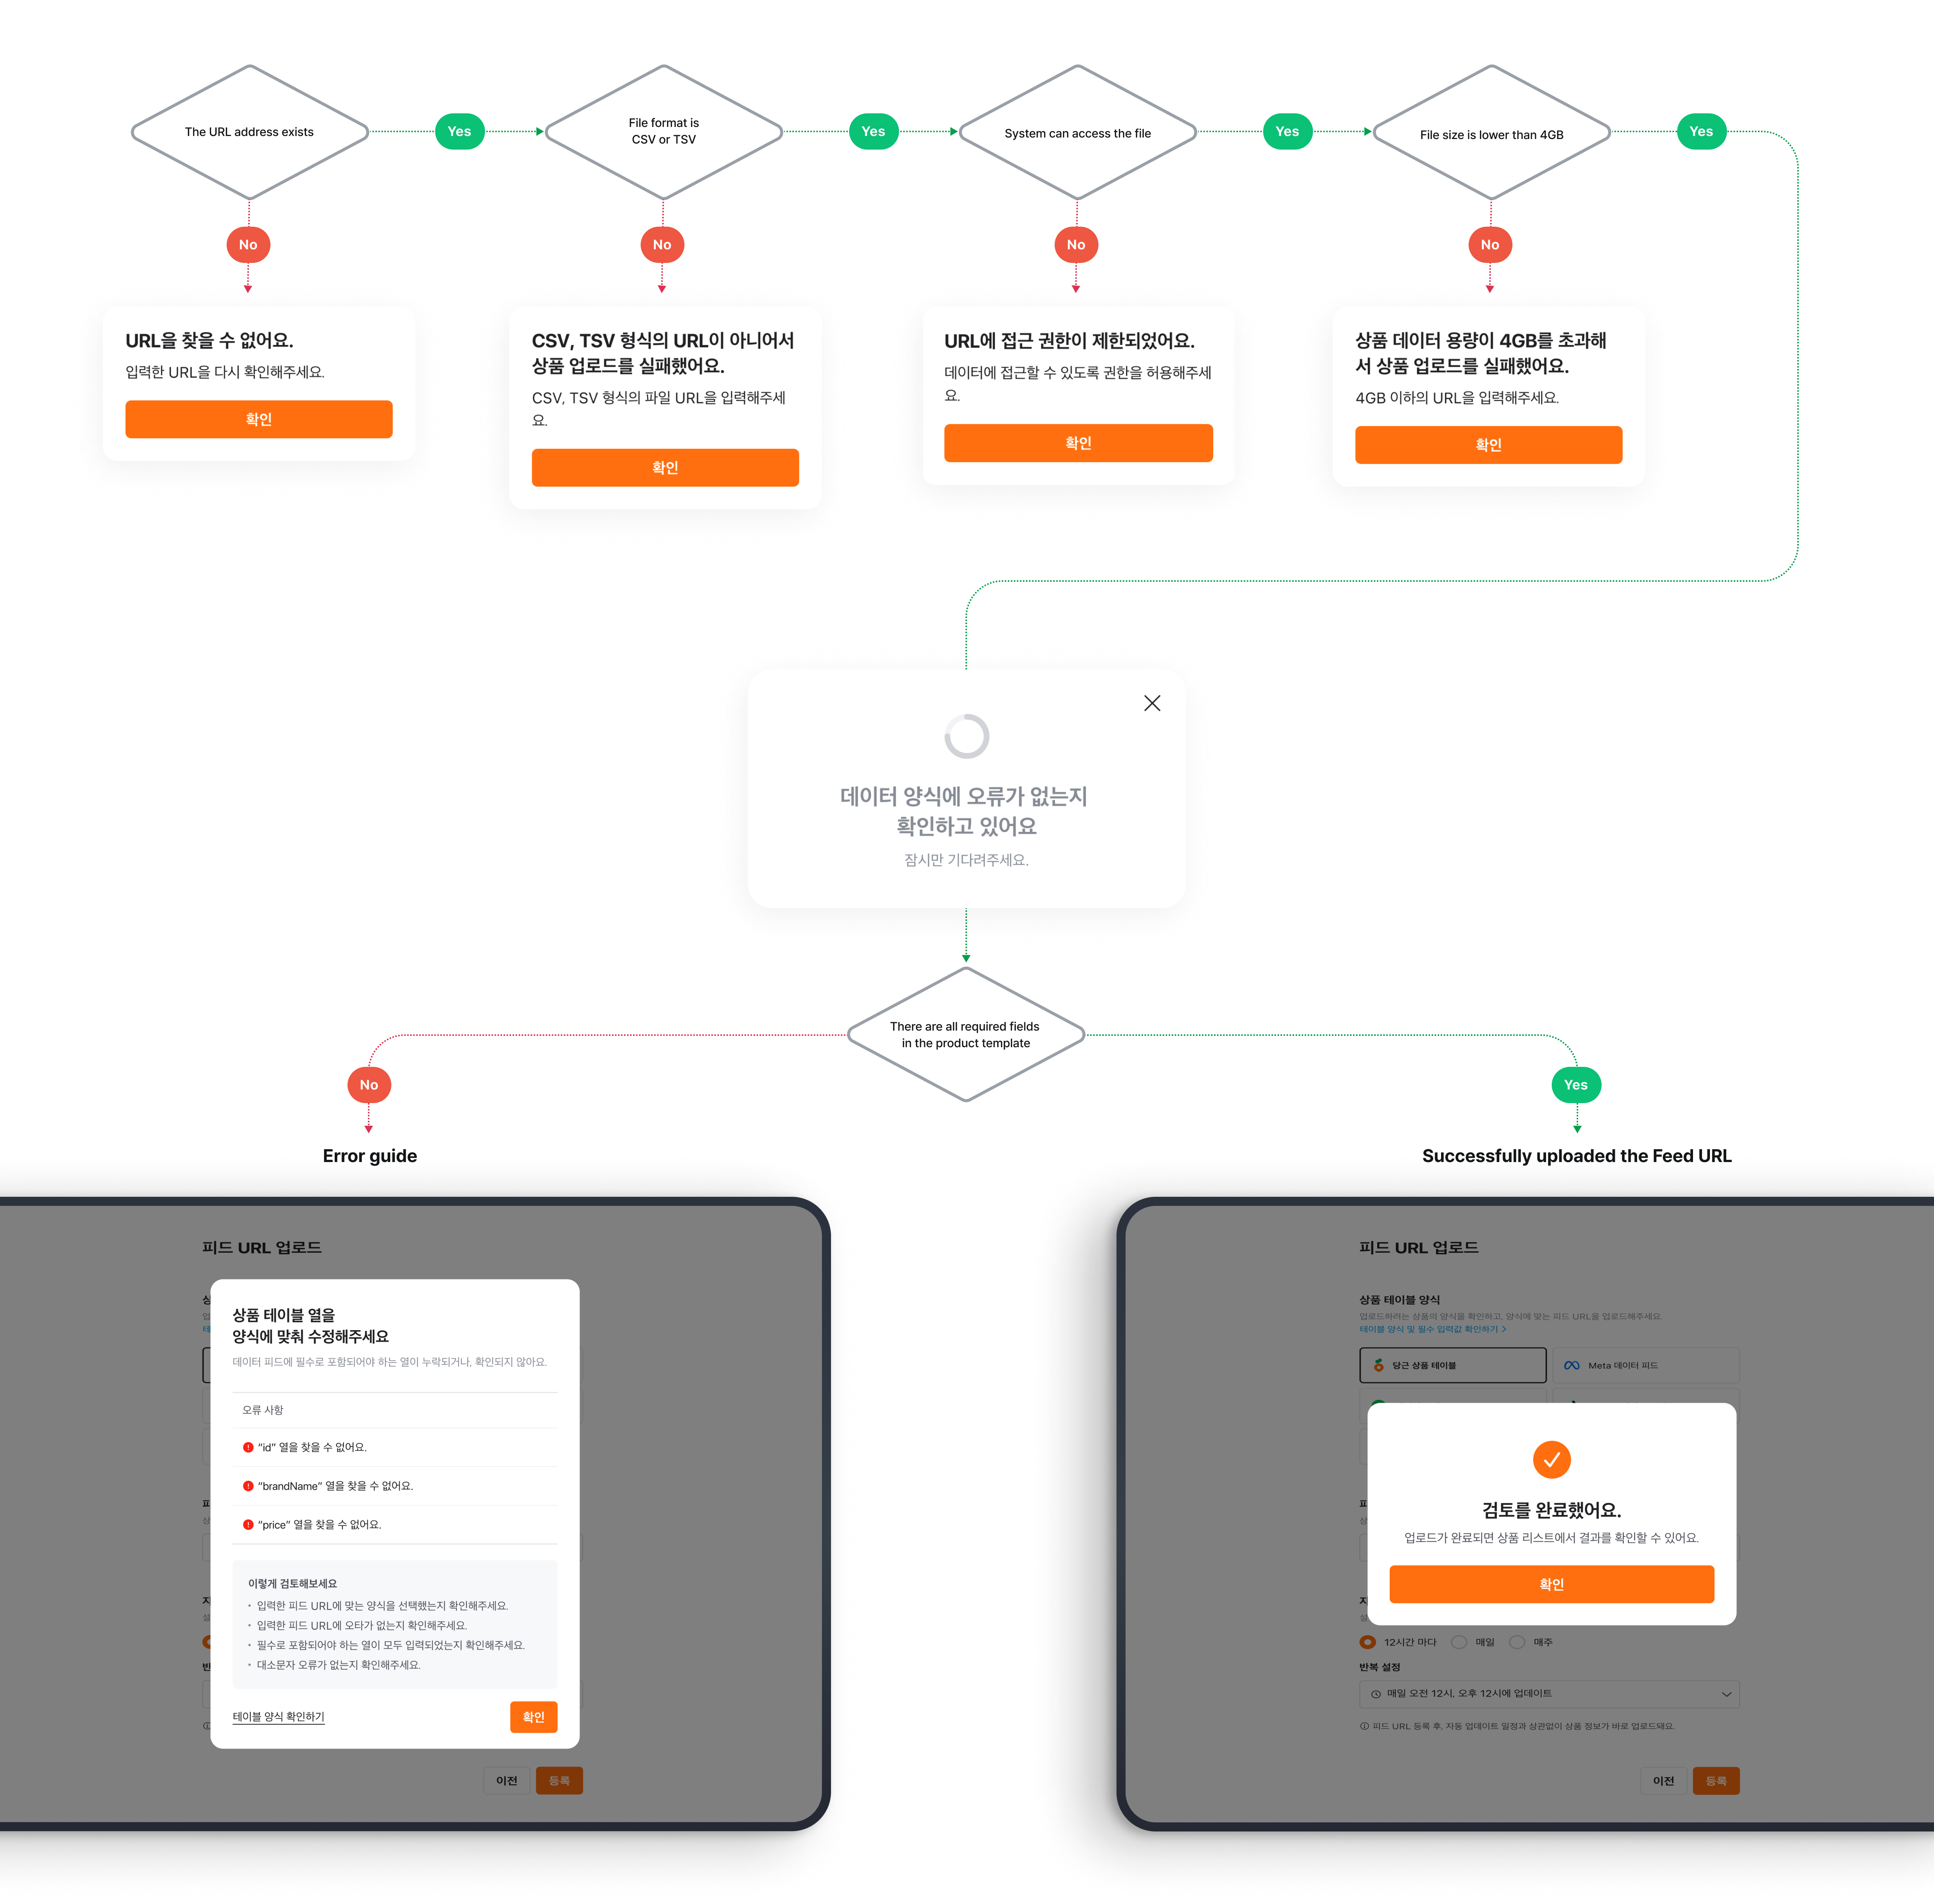 The URL address exists
Yes
File format is
CSV or TSV
Yes
System can access the file
Yes
File size is lower than 4GB
Yes
No
No
No
No
URL을 찾을 수 없어요.
입력한 URL을 다시 확인해주세요.
확인
CSV, TSV 형식의 URL이 아니어서
상품 업로드를 실패했어요.
CSV, TSV 형식의 파일 URL을 입력해주세
요.
확인
URL에 접근 권한이 제한되었어요.
데이터에 접근할 수 있도록 권한을 허용해주세
요.
확인
상품 데이터 용량이 4GB를 초과해
서 상품 업로드를 실패했어요.
4GB 이하의 URL을 입력해주세요.
확인
데이터 양식에 오류가 없는지
확인하고 있어요
잠시만 기다려주세요.
There are all required fields
in the product template
No
Yes
Error guide
Successfully uploaded the Feed URL
피드 URL 업로드
상품 테이블 열을
양식에 맞춰 수정해주세요
데이터 피드에 필수로 포함되어야 하는 열이 누락되거나, 확인되지 않아요.
오류 사항
“id” 열을 찾을 수 없어요.
“brandName” 열을 찾을 수 없어요.
“price” 열을 찾을 수 없어요.
이렇게 검토해보세요
• 입력한 피드 URL에 맞는 양식을 선택했는지 확인해주세요.
• 입력한 피드 URL에 오타가 없는지 확인해주세요.
• 필수로 포함되어야 하는 열이 모두 입력되었는지 확인해주세요.
• 대소문자 오류가 없는지 확인해주세요.
테이블 양식 확인하기
확인
이전
등록
피드 URL 업로드
상품 테이블 양식
업로드하려는 상품의 양식을 확인하고, 양식에 맞는 피드 URL을 업로드해주세요.
테이블 양식 및 필수 입력값 확인하기 >
당근 상품 테이블
Meta 데이터 피드
검토를 완료했어요.
업로드가 완료되면 상품 리스트에서 결과를 확인할 수 있어요.
확인
12시간 마다
매일
매주
반복 설정
매일 오전 12시, 오후 12시에 업데이트
피드 URL 등록 후, 자동 업데이트 일정과 상관없이 상품 정보가 바로 업로드돼요.
이전
등록